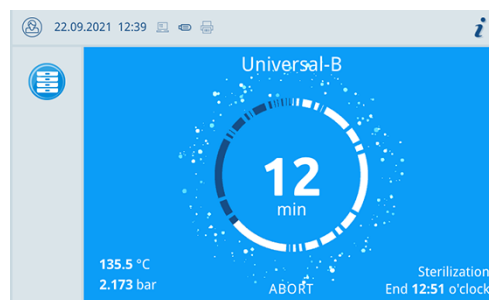 22.09.2021 12:39
i
Universal-B
12
min
135.5 °C
2.173 bar
ABORT
Sterilization
End 12:51 o'clock